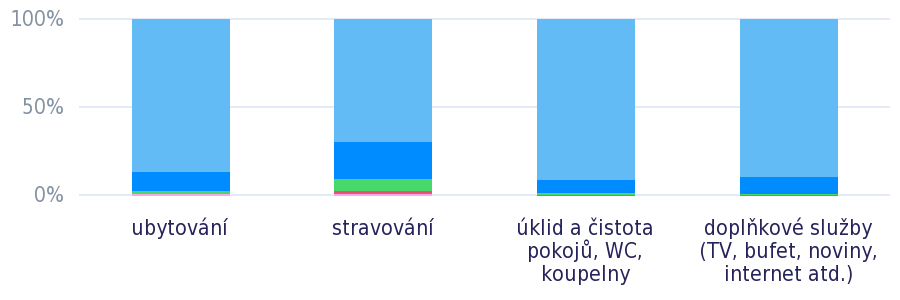 100%
50%
0%
ubytování
stravování
úklid a čistota
pokojů, WC,
koupelny
doplňkové služby
(TV, bufet, noviny,
internet atd.)